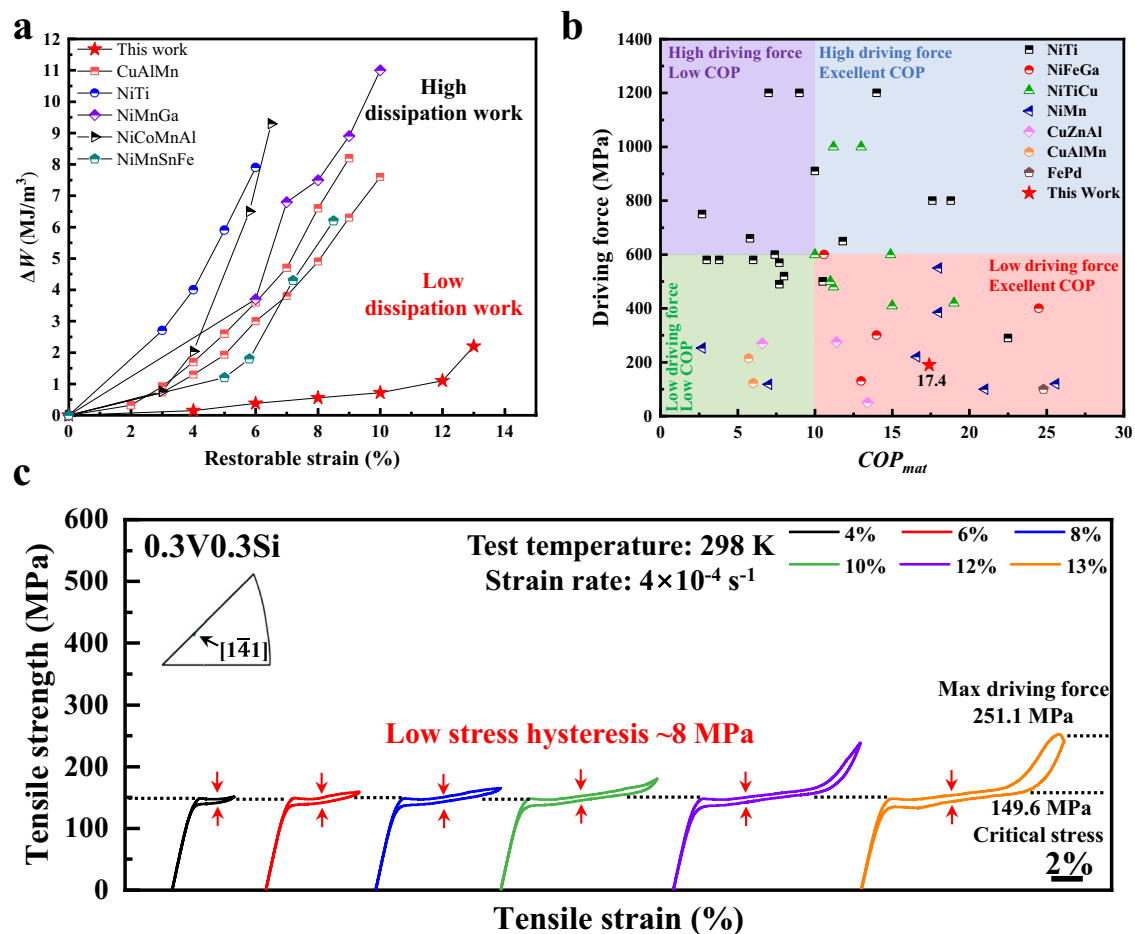 a
12
11
10
9
8
7
6
5
4
3
2
1
0
ΔW (MJ/m³)
This work
CuAlMn
NiTi
NiMnGa
NiCoMnAl
NiMnSnFe
High
dissipation work
Low
dissipation work
0 2 4 6 8 10 12 14
Restorable strain (%)
b
1400
1200
1000
800
600
400
200
0
Driving force (MPa)
High driving force
Low COP
High driving force
Excellent COP
NiTi
NiFeGa
NiTiCu
NiMn
CuZnAl
CuAlMn
FePd
This Work
Low driving force
Low COP
Low driving force
Excellent COP
17.4
0 5 10 15 20 25 30
COPmat
c
600
500
400
300
200
100
0
Tensile strength (MPa)
0.3V0.3Si
[14̅1]
Test temperature: 298 K
Strain rate: 4×10⁻⁴ s⁻¹
4% 6% 8%
10% 12% 13%
Low stress hysteresis ~8 MPa
Max driving force
251.1 MPa
149.6 MPa
Critical stress
2%
Tensile strain (%)